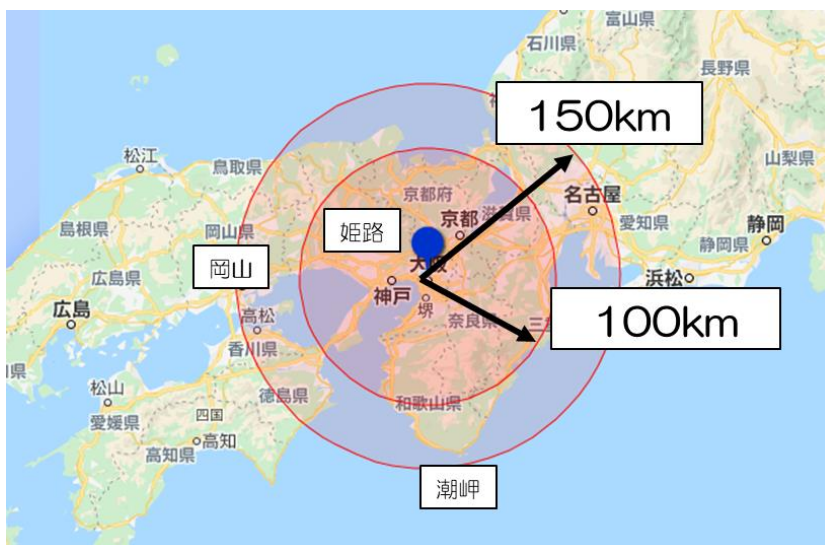 富山県
石川県
長野県
150km
松江
鳥取県
山梨県
京都府
名古屋
滋賀県
島根県
岡山県
姫路
京都
愛知県
静岡
静岡県
岡山
大阪
広島県
神戸
浜松
広島
堺
高松
奈良県
100km
香川県
松山
徳島県
和歌山県
四国
愛媛県
高知
高知県
潮岬